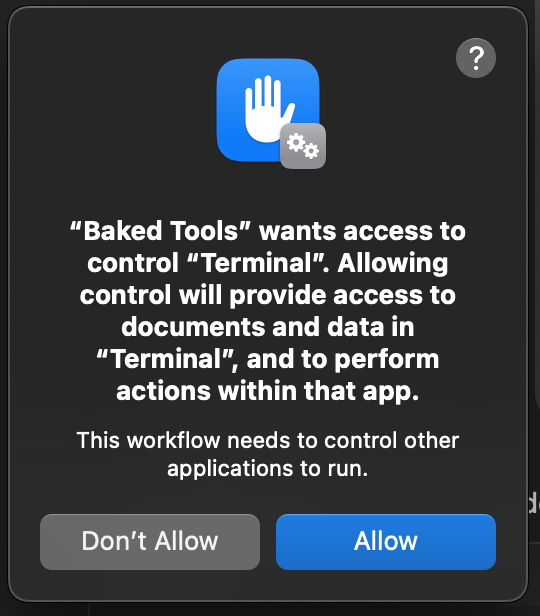 ?
“Baked Tools” wants access to
control “Terminal”. Allowing
control will provide access to
documents and data in
“Terminal”, and to perform
actions within that app.
This workflow needs to control other
applications to run.
Don’t Allow
Allow